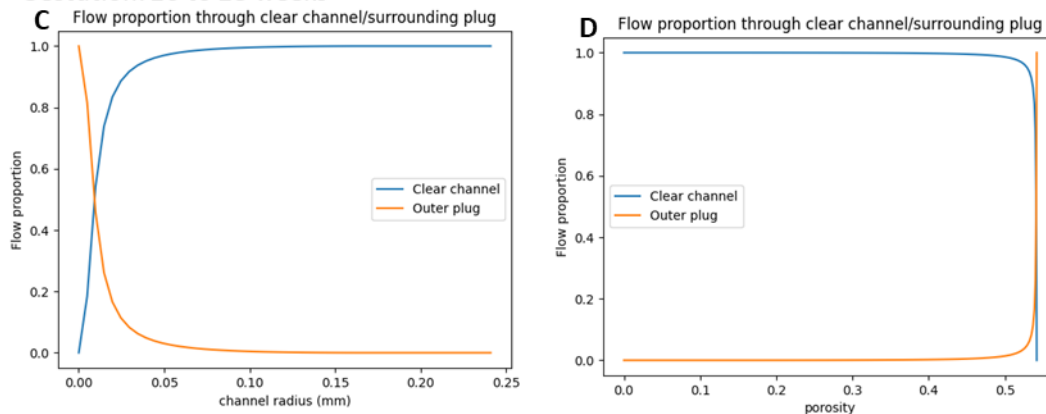 C
Flow proportion through clear channel/surrounding plug
1.0
0.8
0.6
0.4
0.2
0.0
Flow proportion
Clear channel
Outer plug
0.00 0.05 0.10 0.15 0.20 0.25
channel radius (mm)
D
Flow proportion through clear channel/surrounding plug
1.0
0.8
0.6
0.4
0.2
0.0
Flow proportion
Clear channel
Outer plug
0.0 0.1 0.2 0.3 0.4 0.5
porosity